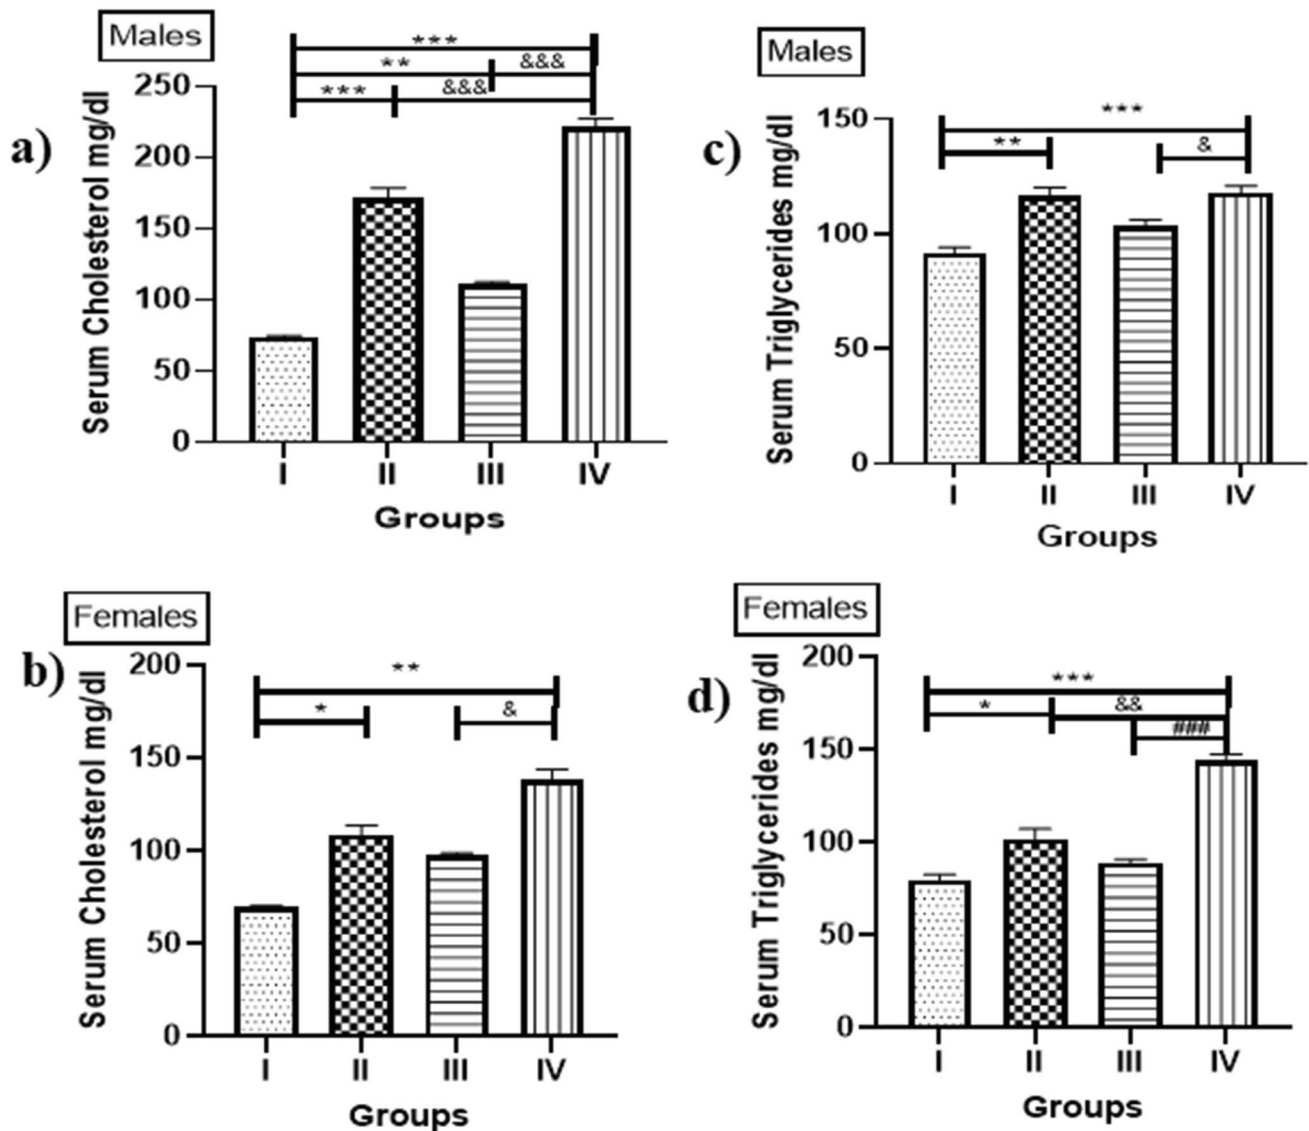 Males
a)
Serum Cholesterol mg/dl
250
200
150
100
50
0
***
**
&&&
***
&&&
I II III IV
Groups
Males
c)
Serum Triglycerides mg/dl
150
100
50
0
***
**
&
I II III IV
Groups
Females
b)
Serum Cholesterol mg/dl
200
150
100
50
0
**
*
&
I II III IV
Groups
Females
d)
Serum Triglycerides mg/dl
200
150
100
50
0
***
&&
*
###
I II III IV
Groups